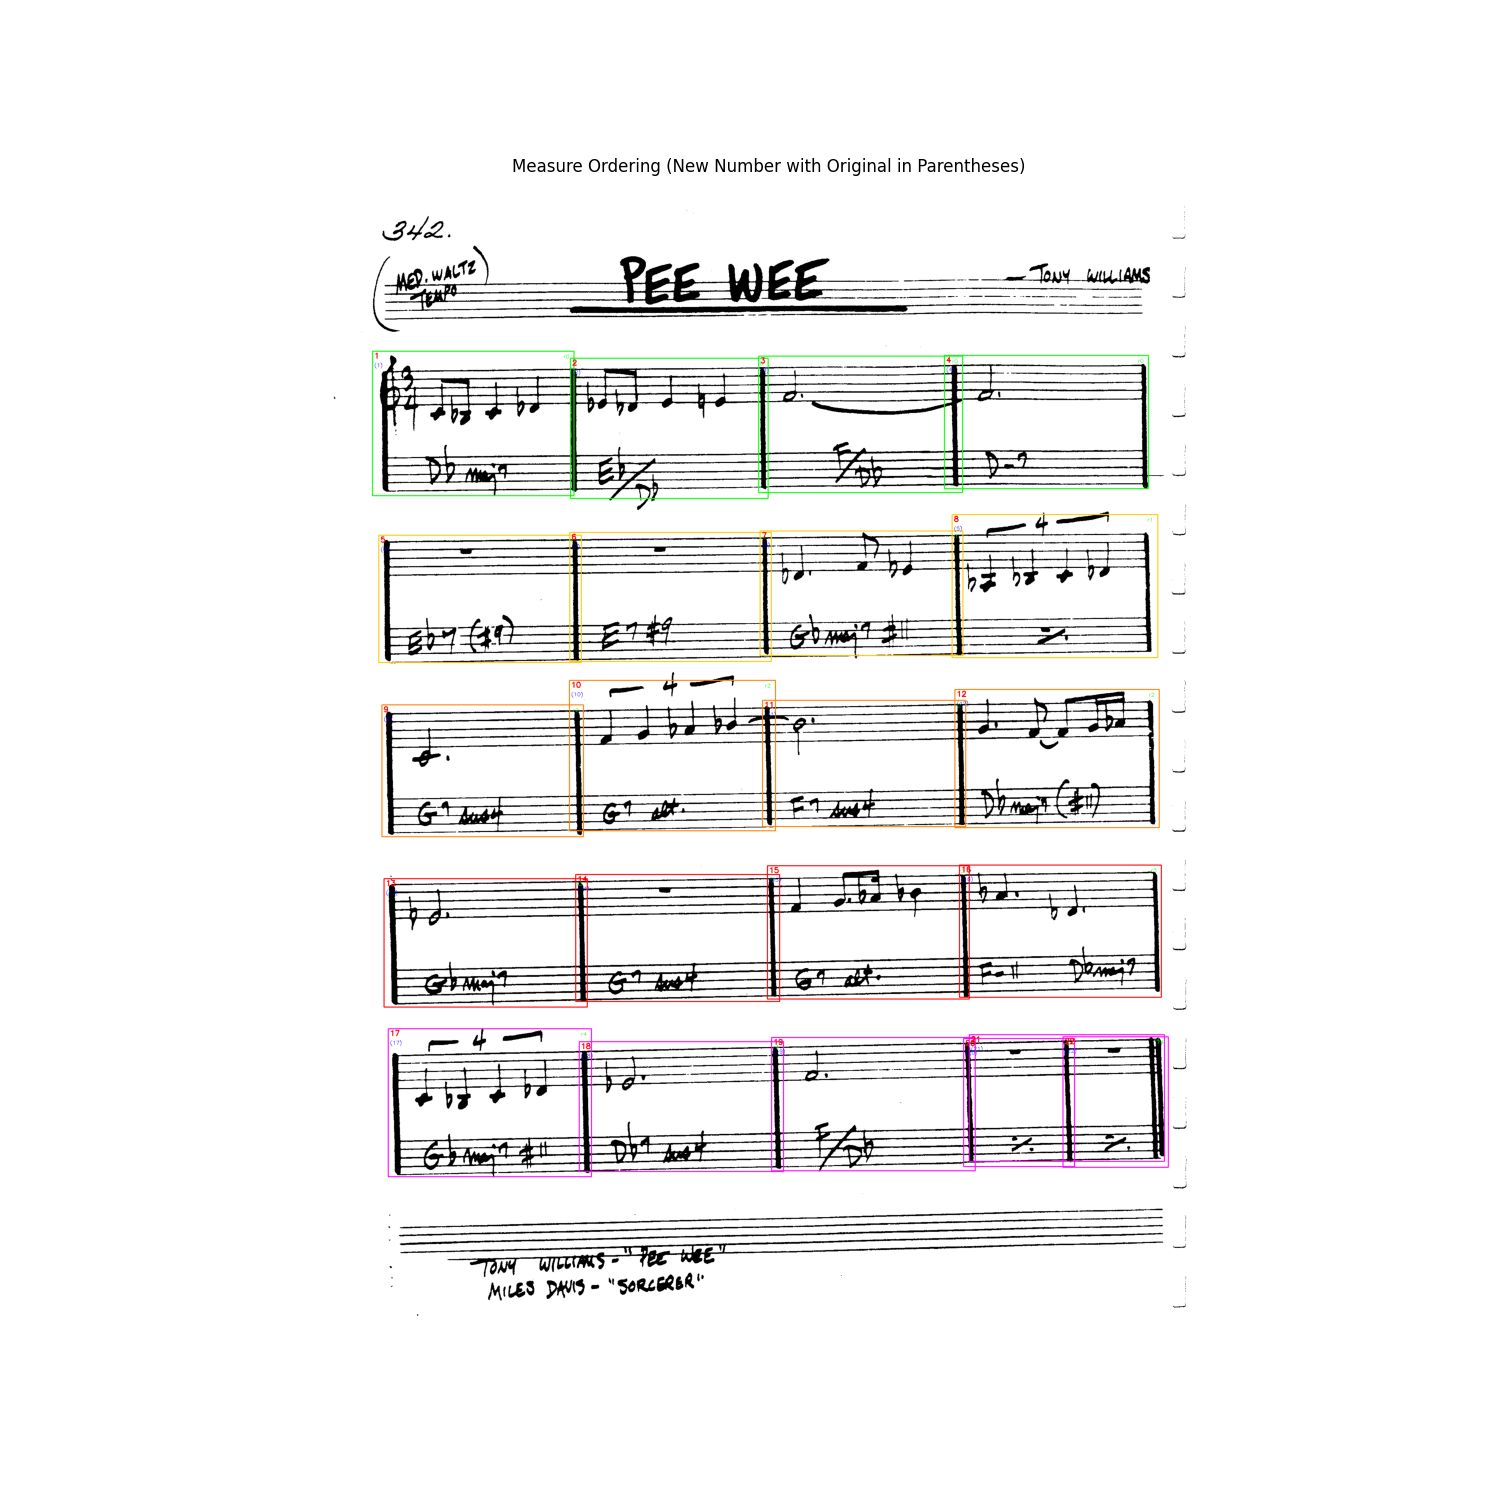 Measure Ordering (New Number with Original in Parentheses)
342.
(MED. WALTZ TEMPO)
PEE WEE
— TONY WILLIAMS
1 2 3 4
(1)
3
4
Db maj7 Eb/Db F/Db D-7
5 6 7 8
(5)
4
Eb7 (#9) E7 #9 Gb maj7 #11
9 10 11 12
(10)
4
G7 sus4 G7 alt. F7 sus4 Db maj7 (#11)
13 14 15 16
Gb maj7 G7 sus4 G7 alt. F-11 Db maj7
17 18 19 21
(17)
4
Gb maj7 #11 Db7 sus4 F/Db
TONY WILLIAMS - "PEE WEE"
MILES DAVIS - "SORCERER"